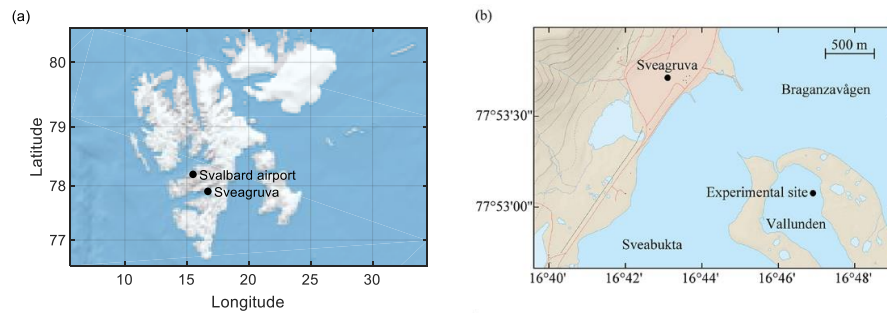 (a)
80
79
78
77
Latitude
Svalbard airport
Sveagruva
10
15
20
25
30
Longitude
(b)
500 m
Sveagruva
Braganzavågen
77°53'30"
77°53'00"
Experimental site
Vallunden
Sveabukta
16°40'
16°42'
16°44'
16°46'
16°48'